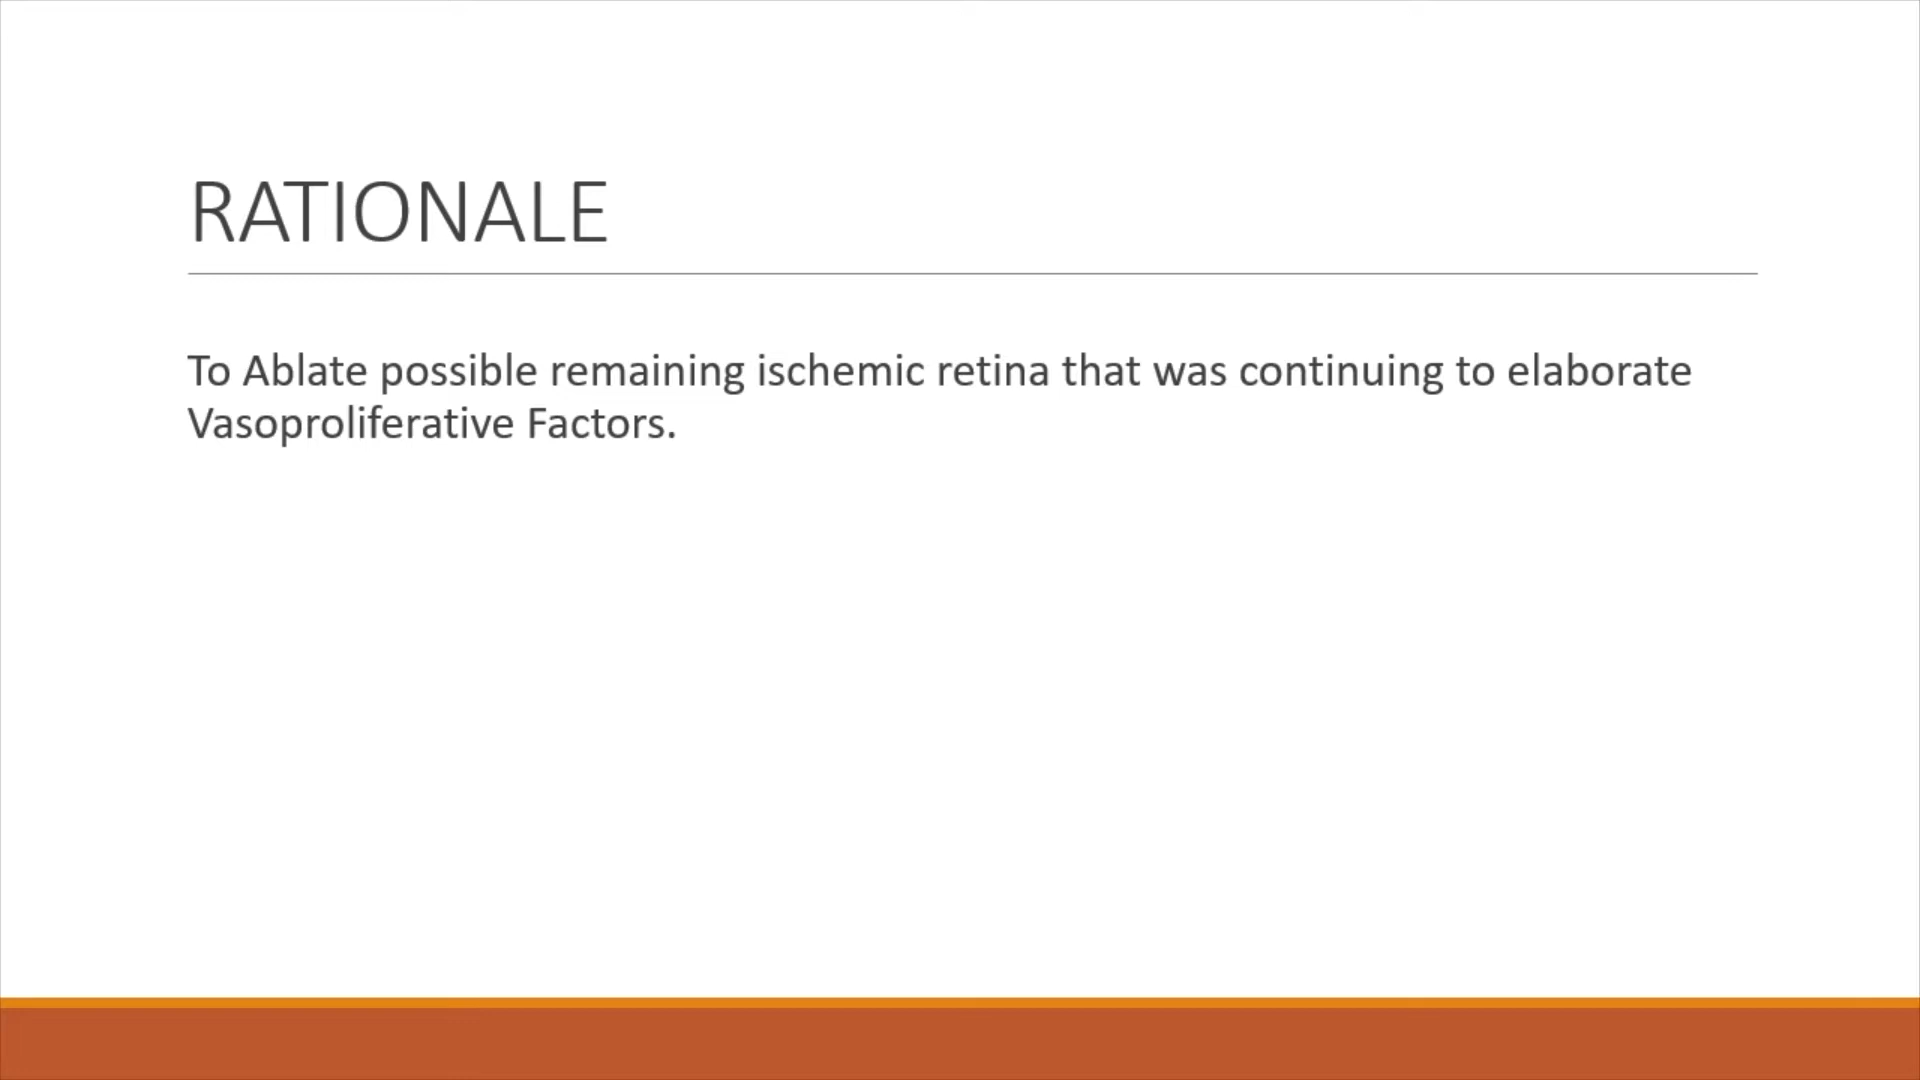 RATIONALE
To Ablate possible remaining ischemic retina that was continuing to elaborate
Vasoproliferative Factors.